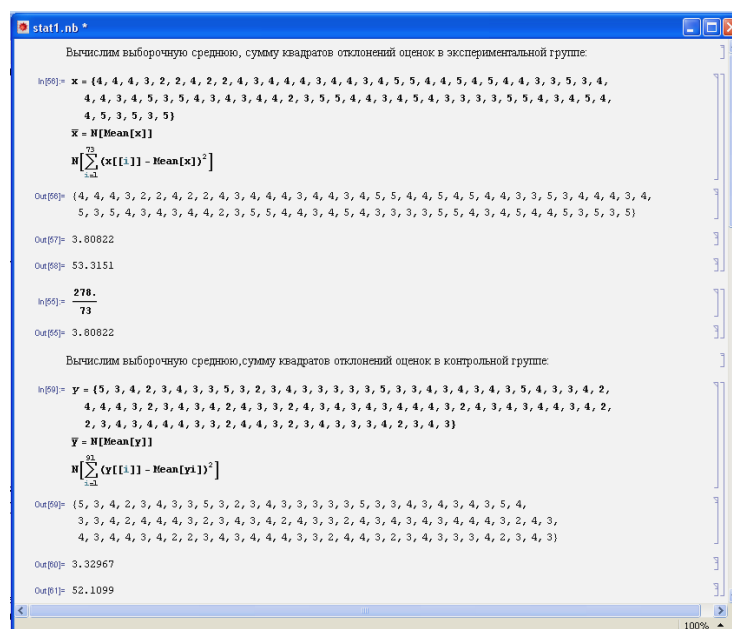 stat1.nb *
Вычислим выборочную среднюю, сумму квадратов отклонений оценок в экспериментальной группе:
In[56]:= x = {4, 4, 4, 3, 2, 2, 4, 2, 2, 4, 3, 4, 4, 4, 3, 4, 4, 3, 4, 5, 5, 4, 4, 5, 4, 5, 4, 4, 3, 3, 5, 3, 4,
4, 4, 3, 4, 5, 3, 5, 4, 3, 4, 3, 4, 4, 2, 3, 5, 5, 4, 4, 3, 4, 5, 4, 3, 3, 3, 3, 5, 5, 4, 3, 4, 5, 4,
4, 5, 3, 5, 3, 5}
x̅ = N[Mean[x]]
N[∑_{i=1}^{73} (x[[i]] - Mean[x])²]
Out[56]= {4, 4, 4, 3, 2, 2, 4, 2, 2, 4, 3, 4, 4, 4, 3, 4, 4, 3, 4, 5, 5, 4, 4, 5, 4, 5, 4, 4, 3, 3, 5, 3, 4, 4, 4, 3, 4,
5, 3, 5, 4, 3, 4, 3, 4, 4, 2, 3, 5, 5, 4, 4, 3, 4, 5, 4, 3, 3, 3, 3, 5, 5, 4, 3, 4, 5, 4, 4, 5, 3, 5, 3, 5}
Out[57]= 3.80822
Out[58]= 53.3151
In[55]:= 278./73
Out[55]= 3.80822
Вычислим выборочную среднюю,сумму квадратов отклонений оценок в контрольной группе:
In[59]:= y = {5, 3, 4, 2, 3, 4, 3, 3, 5, 3, 2, 3, 4, 3, 3, 3, 3, 3, 5, 3, 3, 4, 3, 4, 3, 4, 3, 5, 4, 3, 3, 4, 2,
4, 4, 4, 3, 2, 3, 4, 3, 4, 2, 4, 3, 3, 2, 4, 3, 4, 3, 4, 3, 4, 4, 4, 3, 2, 4, 3, 4, 3, 4, 4, 3, 4, 2,
2, 3, 4, 3, 4, 4, 4, 3, 3, 2, 4, 4, 3, 2, 3, 4, 3, 3, 3, 4, 2, 3, 4, 3}
y̅ = N[Mean[y]]
N[∑_{i=1}^{91} (y[[i]] - Mean[yi])²]
Out[59]= {5, 3, 4, 2, 3, 4, 3, 3, 5, 3, 2, 3, 4, 3, 3, 3, 3, 3, 5, 3, 3, 4, 3, 4, 3, 4, 3, 5, 4,
3, 3, 4, 2, 4, 4, 4, 3, 2, 3, 4, 3, 4, 2, 4, 3, 3, 2, 4, 3, 4, 3, 4, 3, 4, 4, 4, 3, 2, 4, 3,
4, 3, 4, 4, 3, 4, 2, 2, 3, 4, 3, 4, 4, 4, 3, 3, 2, 4, 4, 3, 2, 3, 4, 3, 3, 3, 4, 2, 3, 4, 3}
Out[60]= 3.32967
Out[61]= 52.1099
100%